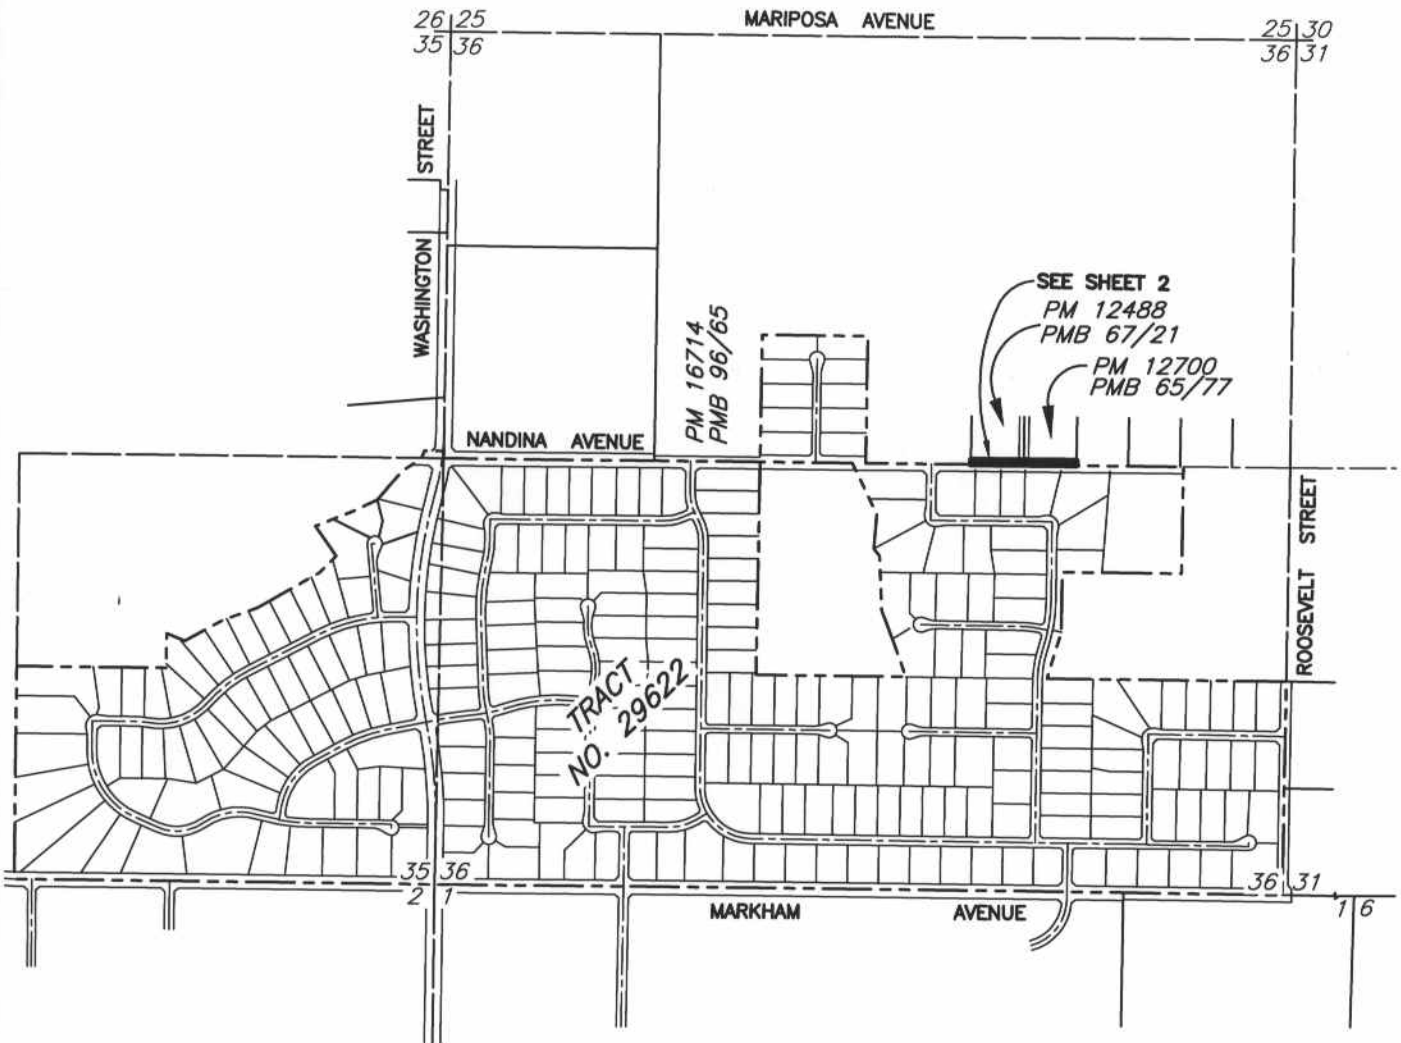 26 25
MARIPOSA AVENUE
25 30
35 36
36 31
WASHINGTON STREET
SEE SHEET 2
PM 12488
PMB 67/21
PM 12700
PMB 65/77
PM 16714
PMB 96/65
NANDINA AVENUE
ROOSEVELT STREET
TRACT
NO. 29622
35 36
36 31
2 1
MARKHAM AVENUE
1 6